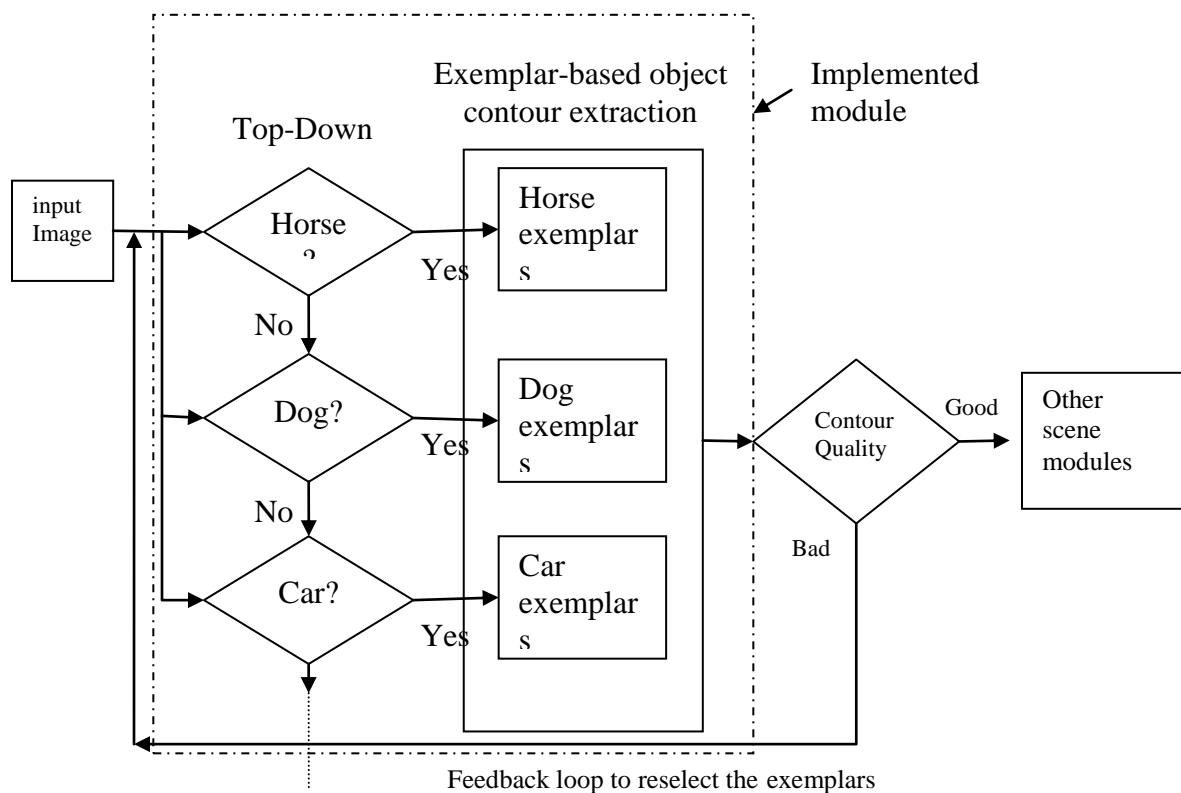 Exemplar-based object
contour extraction
Implemented
module
Top-Down
input
Image
Horse
?
Yes
Horse
exemplar
s
No
Dog?
Yes
Dog
exemplar
s
No
Car?
Yes
Car
exemplar
s
Contour
Quality
Good
Other
scene
modules
Bad
Feedback loop to reselect the exemplars